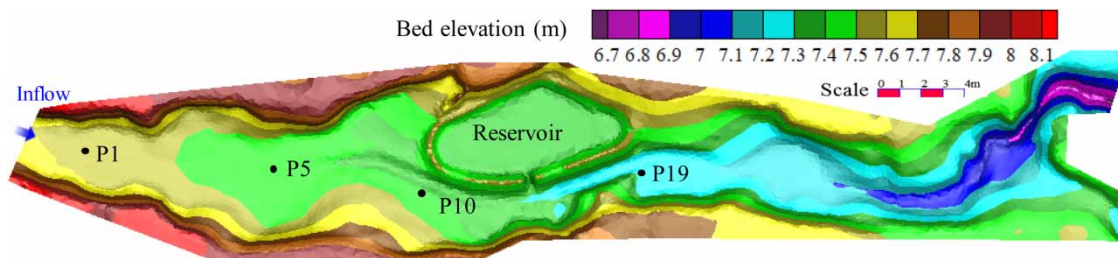 Bed elevation (m)
6.7 6.8 6.9 7 7.1 7.2 7.3 7.4 7.5 7.6 7.7 7.8 7.9 8 8.1
Scale 0 1 2 3 4m
Inflow
Reservoir
P1
P5
P19
P10